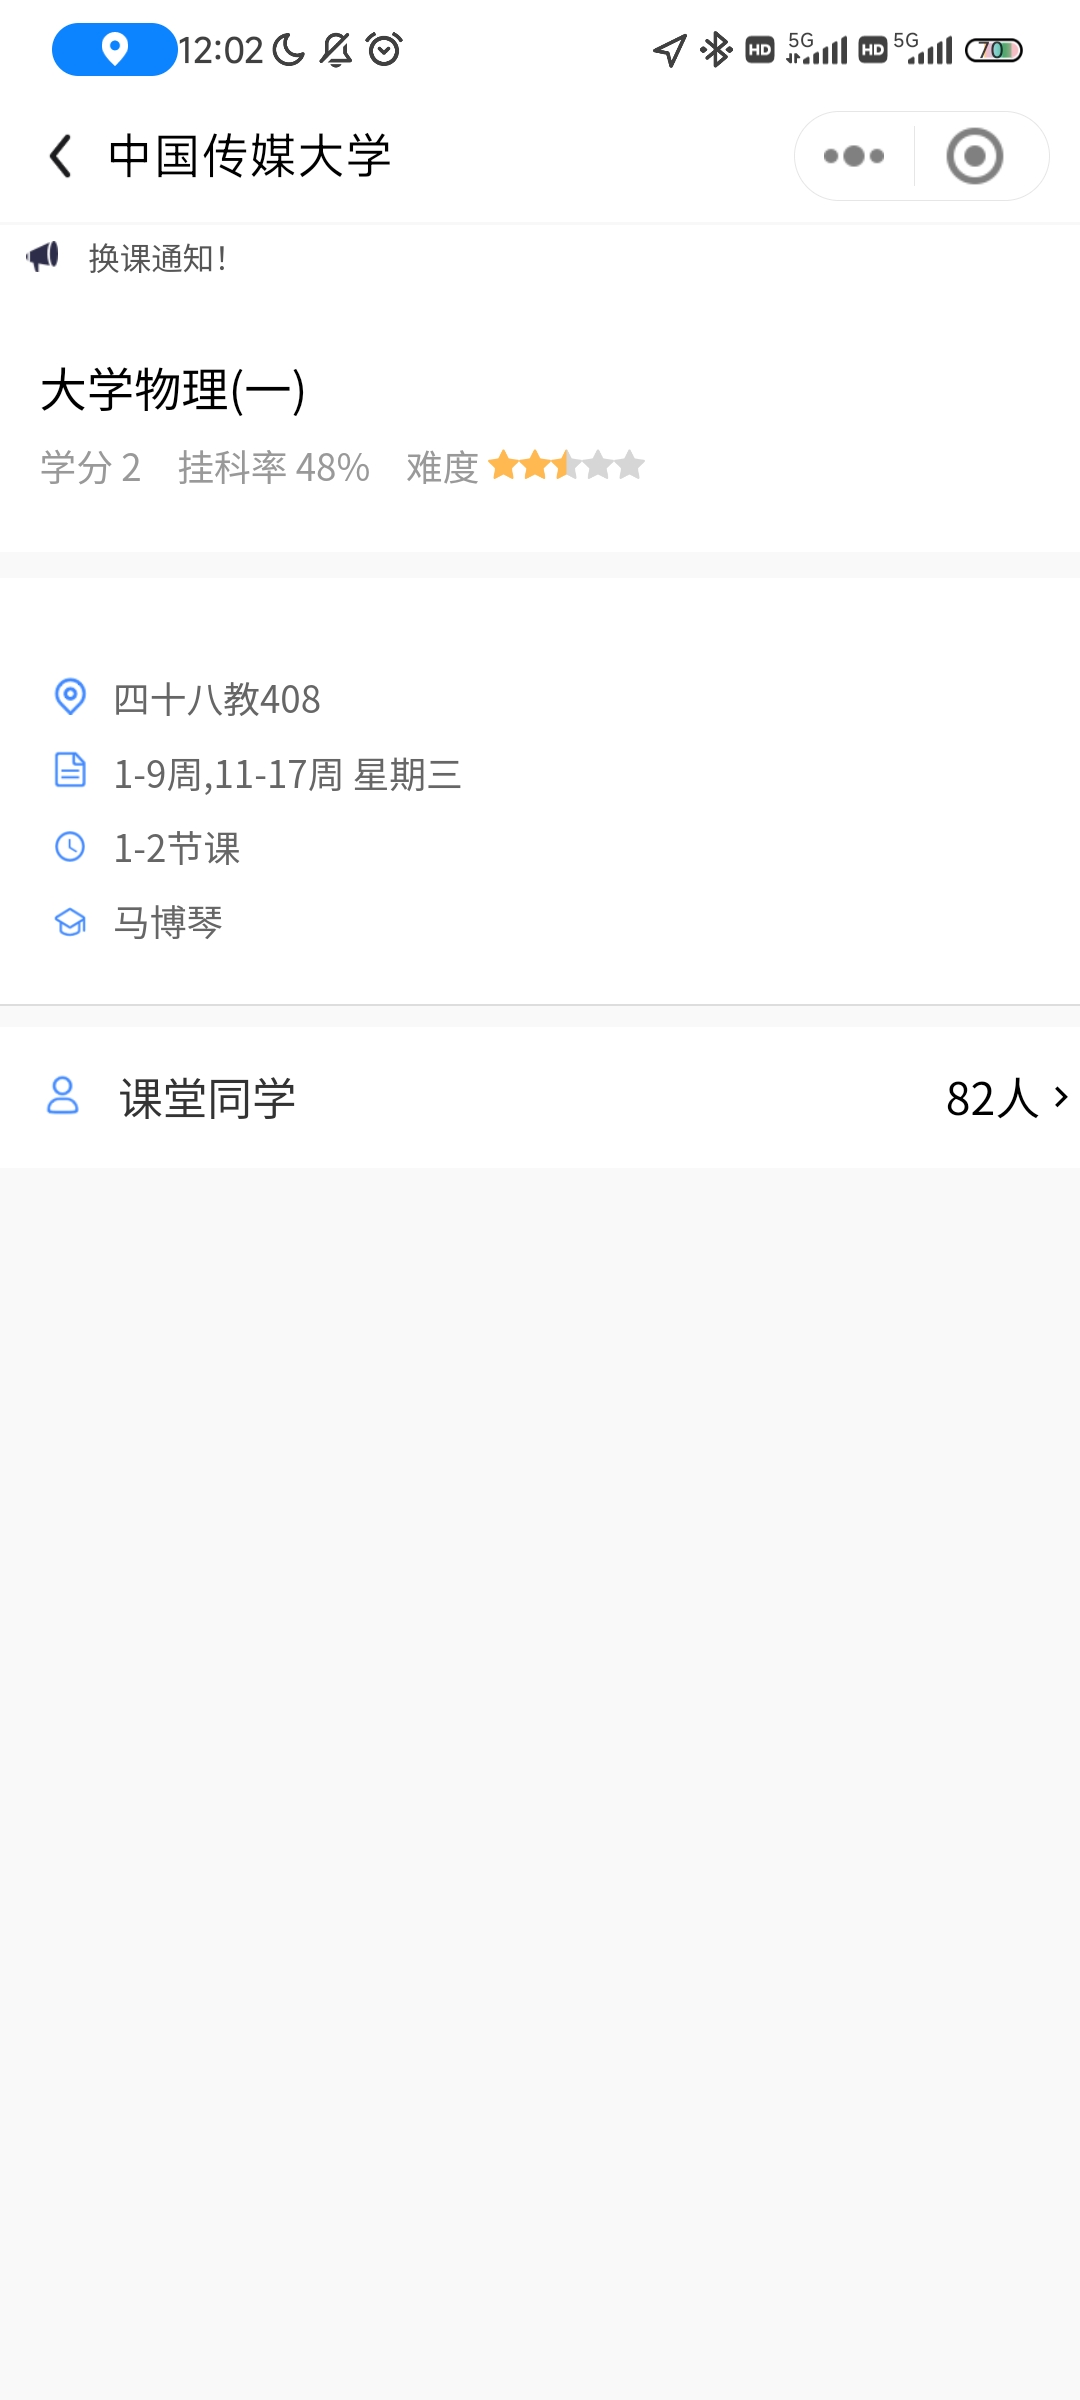 12:02 HD 5G HD 5G 70
中国传媒大学
换课通知!
大学物理(一)
学分 2 挂科率 48% 难度
四十八教408
1-9周,11-17周 星期三
1-2节课
马博琴
课堂同学 82人